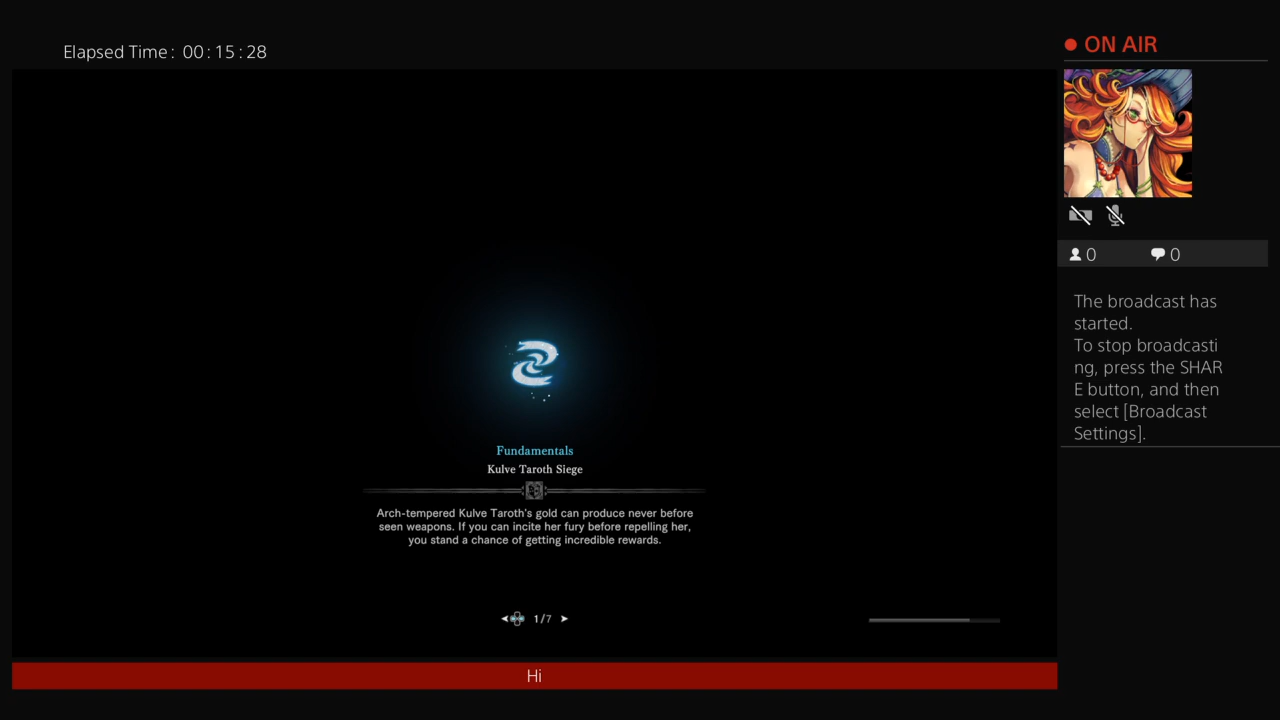 Elapsed Time: 00:15:28
ON AIR
0 0
The broadcast has
started.
To stop broadcasti
ng, press the SHAR
E button, and then
select [Broadcast
Settings].
Fundamentals
Kulve Taroth Siege
Arch-tempered Kulve Taroth's gold can produce never before
seen weapons. If you can incite her fury before repelling her,
you stand a chance of getting incredible rewards.
1/7
Hi